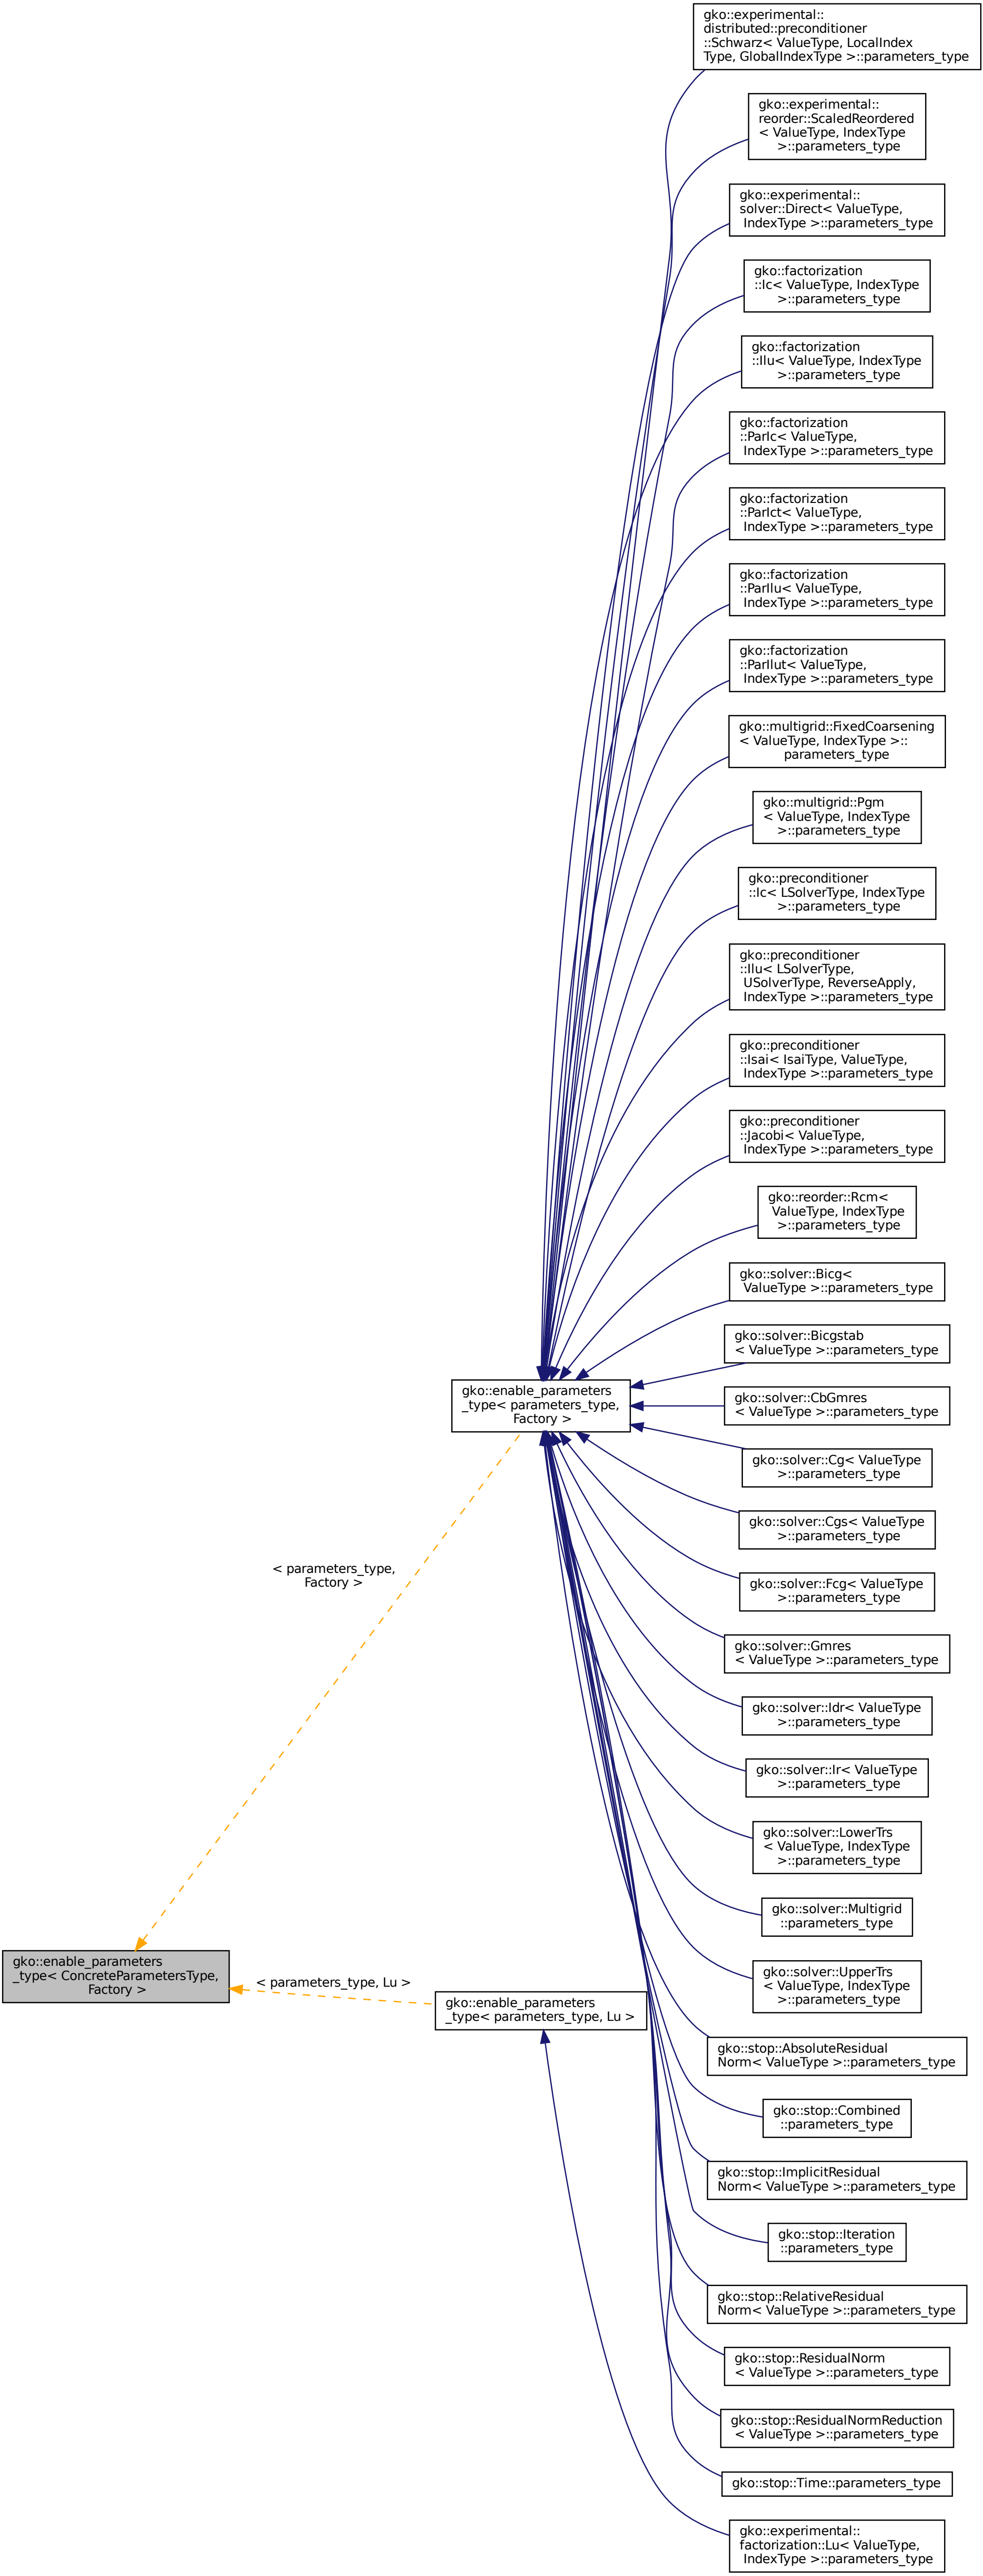 gko::experimental::
distributed::preconditioner
::Schwarz< ValueType, LocalIndex
Type, GlobalIndexType >::parameters_type
gko::experimental::
reorder::ScaledReordered
< ValueType, IndexType
>::parameters_type
gko::experimental::
solver::Direct< ValueType,
IndexType >::parameters_type
gko::factorization
::Ic< ValueType, IndexType
>::parameters_type
gko::factorization
::Ilu< ValueType, IndexType
>::parameters_type
gko::factorization
::ParIc< ValueType,
IndexType >::parameters_type
gko::factorization
::ParIct< ValueType,
IndexType >::parameters_type
gko::factorization
::ParIlu< ValueType,
IndexType >::parameters_type
gko::factorization
::ParIlut< ValueType,
IndexType >::parameters_type
gko::multigrid::FixedCoarsening
< ValueType, IndexType >::
parameters_type
gko::multigrid::Pgm
< ValueType, IndexType
>::parameters_type
gko::preconditioner
::Ic< LSolverType, IndexType
>::parameters_type
gko::preconditioner
::Ilu< LSolverType,
USolverType, ReverseApply,
IndexType >::parameters_type
gko::preconditioner
::Isai< IsaiType, ValueType,
IndexType >::parameters_type
gko::preconditioner
::Jacobi< ValueType,
IndexType >::parameters_type
gko::reorder::Rcm<
ValueType, IndexType
>::parameters_type
gko::solver::Bicg<
ValueType >::parameters_type
gko::solver::Bicgstab
< ValueType >::parameters_type
gko::enable_parameters
_type< parameters_type,
Factory >
gko::solver::CbGmres
< ValueType >::parameters_type
gko::solver::Cg< ValueType
>::parameters_type
gko::solver::Cgs< ValueType
>::parameters_type
< parameters_type,
Factory >
gko::solver::Fcg< ValueType
>::parameters_type
gko::solver::Gmres
< ValueType >::parameters_type
gko::solver::Idr< ValueType
>::parameters_type
gko::solver::Ir< ValueType
>::parameters_type
gko::solver::LowerTrs
< ValueType, IndexType
>::parameters_type
gko::solver::Multigrid
::parameters_type
gko::enable_parameters
_type< ConcreteParametersType,
Factory >
< parameters_type, Lu >
gko::enable_parameters
_type< parameters_type, Lu >
gko::solver::UpperTrs
< ValueType, IndexType
>::parameters_type
gko::stop::AbsoluteResidual
Norm< ValueType >::parameters_type
gko::stop::Combined
::parameters_type
gko::stop::ImplicitResidual
Norm< ValueType >::parameters_type
gko::stop::Iteration
::parameters_type
gko::stop::RelativeResidual
Norm< ValueType >::parameters_type
gko::stop::ResidualNorm
< ValueType >::parameters_type
gko::stop::ResidualNormReduction
< ValueType >::parameters_type
gko::stop::Time::parameters_type
gko::experimental::
factorization::Lu< ValueType,
IndexType >::parameters_type